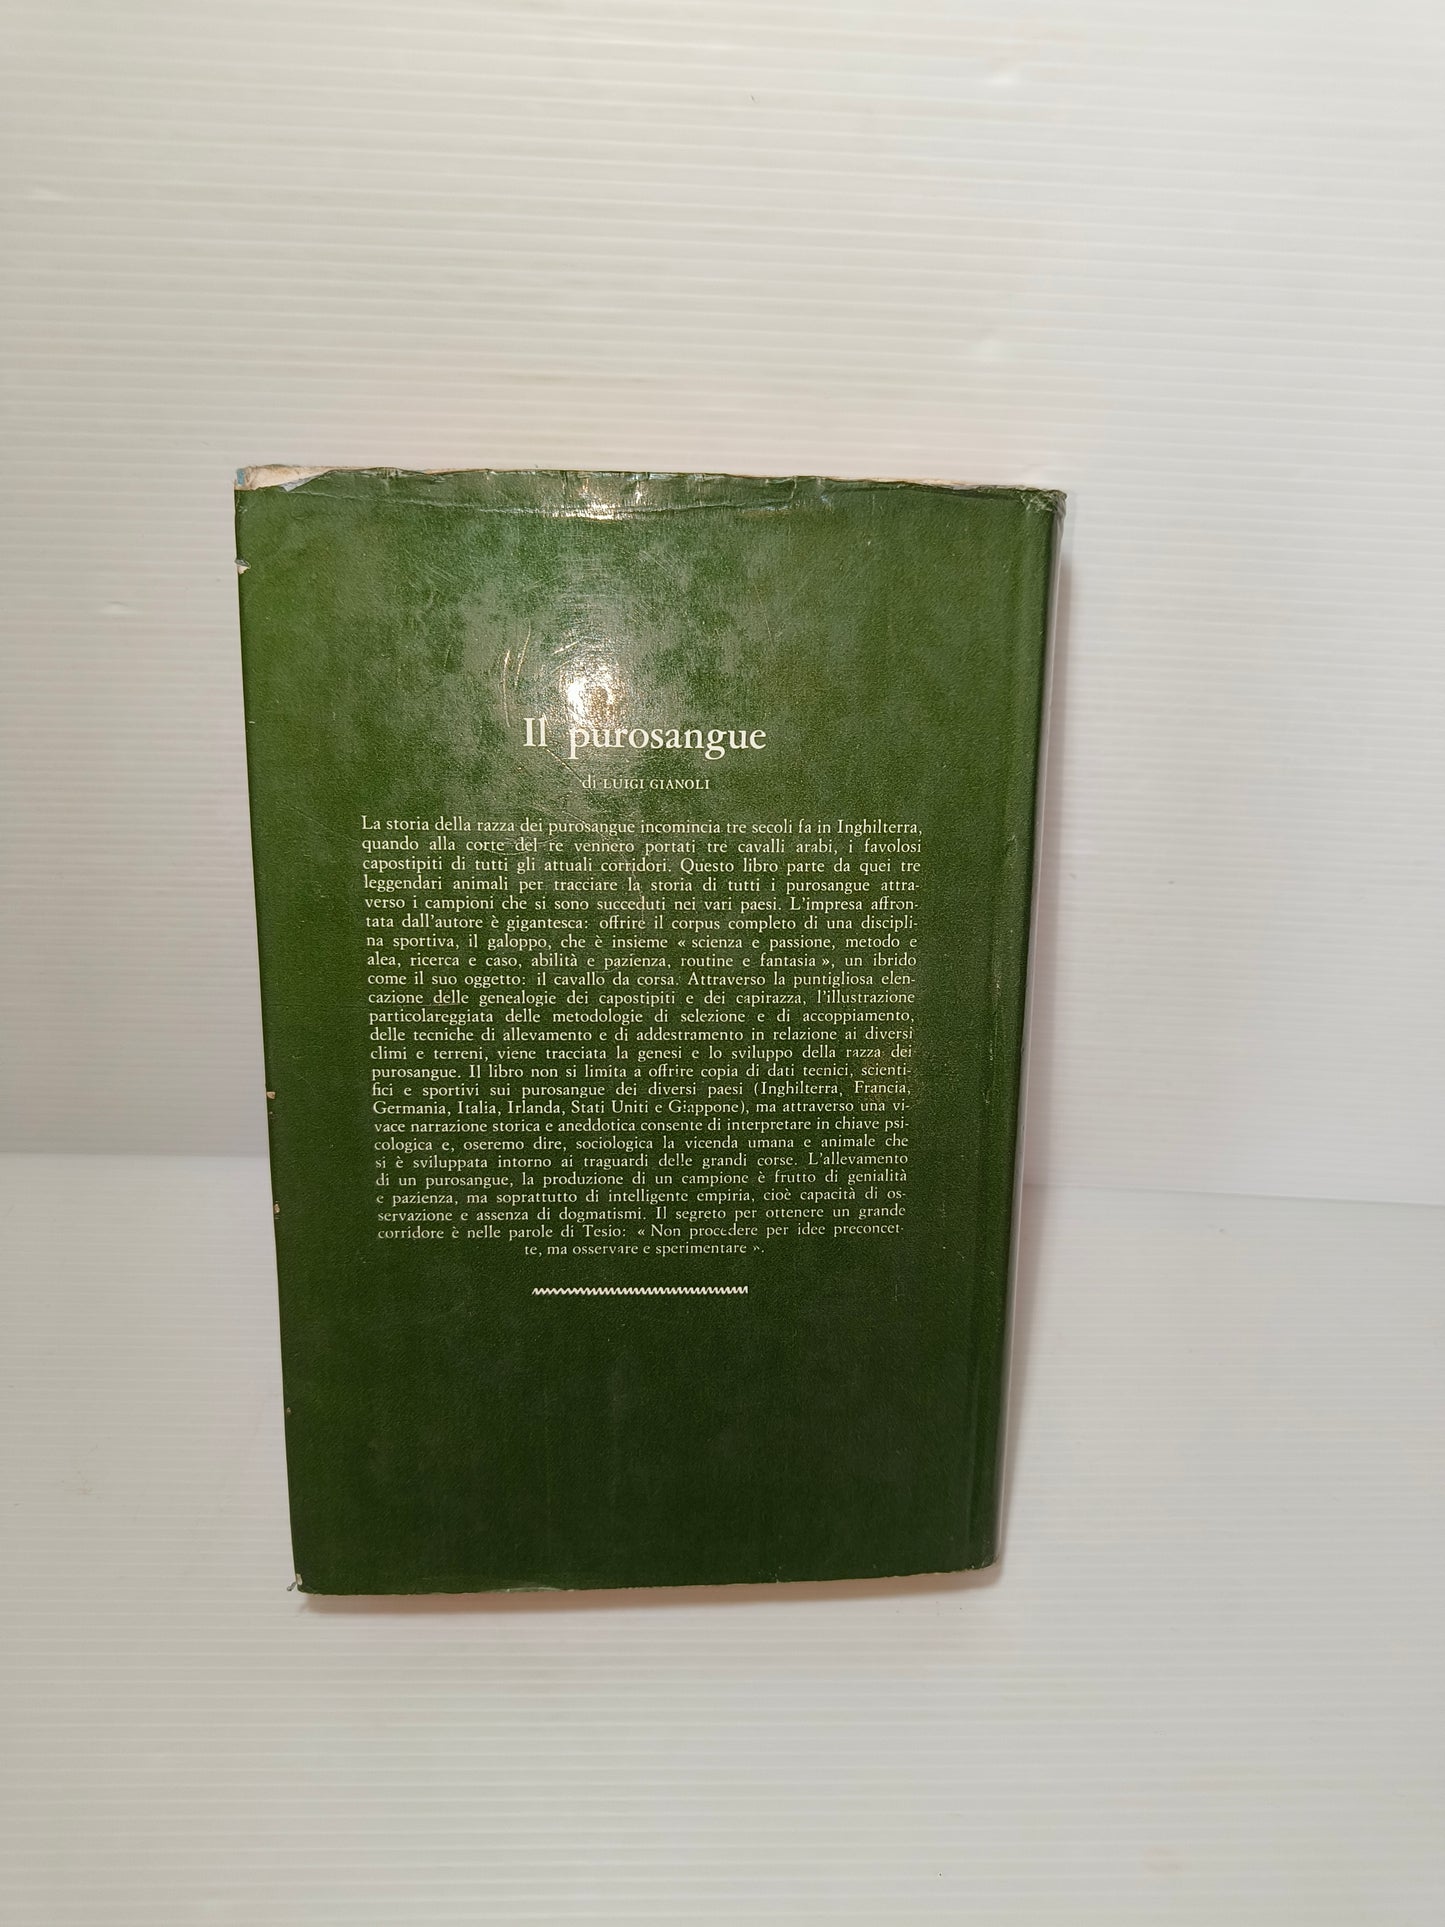 Il purosangue
di LUIGI GIANOLI
La storia della razza dei purosangue incomincia tre secoli fa in Inghilterra,
quando alla corte del re vennero portati tre cavalli arabi, i favolosi
capostipiti di tutti gli attuali corridori. Questo libro parte da quei tre
leggendari animali per tracciare la storia di tutti i purosangue attra-
verso i campioni che si sono succeduti nei vari paesi. L'impresa affron-
tata dall'autore è gigantesca: offrire il corpus completo di una discipli-
na sportiva, il galoppo, che è insieme « scienza e passione, metodo e
alea, ricerca e caso, abilità e pazienza, routine e fantasia », un ibrido
come il suo oggetto: il cavallo da corsa. Attraverso la puntigliosa elen-
cazione delle genealogie dei capostipiti e dei capirazza, l'illustrazione
particolareggiata delle metodologie di selezione e di accoppiamento,
delle tecniche di allevamento e di addestramento in relazione ai diversi
climi e terreni, viene tracciata la genesi e lo sviluppo della razza dei
purosangue. Il libro non si limita a offrire copia di dati tecnici, scienti-
fici e sportivi sui purosangue dei diversi paesi (Inghilterra, Francia,
Germania, Italia, Irlanda, Stati Uniti e Giappone), ma attraverso una vi-
vace narrazione storica e aneddotica consente di interpretare in chiave psi-
cologica e, oseremo dire, sociologica la vicenda umana e animale che
si è sviluppata intorno ai traguardi delle grandi corse. L'allevamento
di un purosangue, la produzione di un campione è frutto di genialità
e pazienza, ma soprattutto di intelligente empiria, cioè capacità di os-
servazione e assenza di dogmatismi. Il segreto per ottenere un grande
corridore è nelle parole di Tesio: « Non procedere per idee preconcet-
te, ma osservare e sperimentare ».